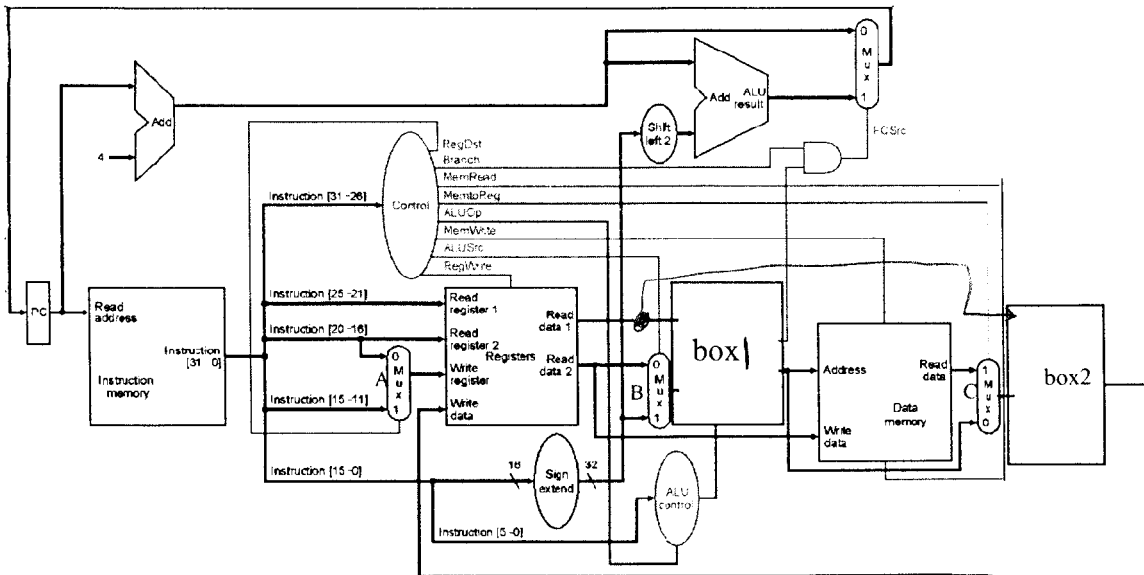 0
M
u
x
1
Add
ALU
result
Add
4
Shift
left 2
PCSrc
RegDst
Branch
MemRead
MemtoReg
ALUOp
MemWrite
ALUSrc
RegWrite
Control
Instruction [31-26]
Instruction [25-21]
Instruction [20-16]
Instruction [15-11]
Instruction [15-0]
Instruction [5-0]
PC
Read
address
Instruction
[31 0]
Instruction
memory
A
0
M
u
x
1
Read
register 1
Read
register 2
Registers
Write
register
Write
data
Read
data 1
Read
data 2
B
0
M
u
x
1
box1
Address
Write
data
Read
data
Data
memory
C
1
M
u
x
0
box2
16
Sign
extend
32
ALU
control